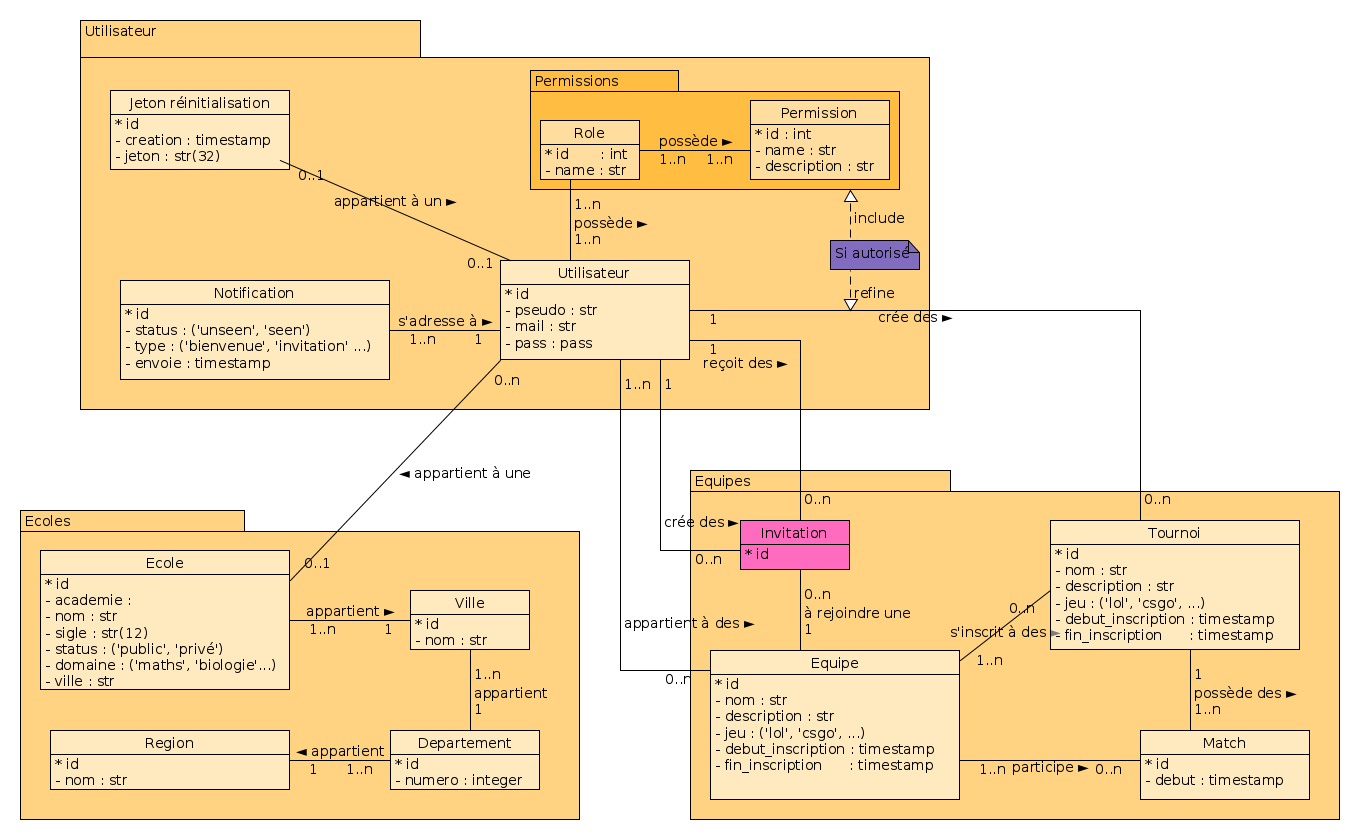 Utilisateur
Permissions
Jeton réinitialisation
* id
- creation : timestamp
- jeton : str(32)
Role
* id : int
- name : str
possède ►
1..n 1..n
Permission
* id : int
- name : str
- description : str
0..1
appartient à un ►
0..1
1..n
possède ►
1..n
include
Si autorisé
refine
Notification
* id
- status : ('unseen', 'seen')
- type : ('bienvenue', 'invitation' ...)
- envoie : timestamp
s'adresse à ►
1..n 1
Utilisateur
* id
- pseudo : str
- mail : str
- pass : pass
1
crée des ►
1
reçoit des ►
0..n
1..n
1
◄ appartient à une
Ecoles
Ecole
* id
- academie :
- nom : str
- sigle : str(12)
- status : ('public', 'privé')
- domaine : ('maths', 'biologie'...)
- ville : str
0..1
appartient ►
1..n 1
Ville
* id
- nom : str
1..n
appartient
1
Region
* id
- nom : str
◄ appartient
1 1..n
Departement
* id
- numero : integer
Equipes
0..n
0..n
crée des ►
0..n
Invitation
* id
0..n
à rejoindre une
1
appartient à des ►
0..n
Tournoi
* id
- nom : str
- description : str
- jeu : ('lol', 'csgo', ...)
- debut_inscription : timestamp
- fin_inscription : timestamp
0..n
s'inscrit à des ►
1..n
Equipe
* id
- nom : str
- description : str
- jeu : ('lol', 'csgo', ...)
- debut_inscription : timestamp
- fin_inscription : timestamp
1
possède des ►
1..n
1..n participe ► 0..n
Match
* id
- debut : timestamp